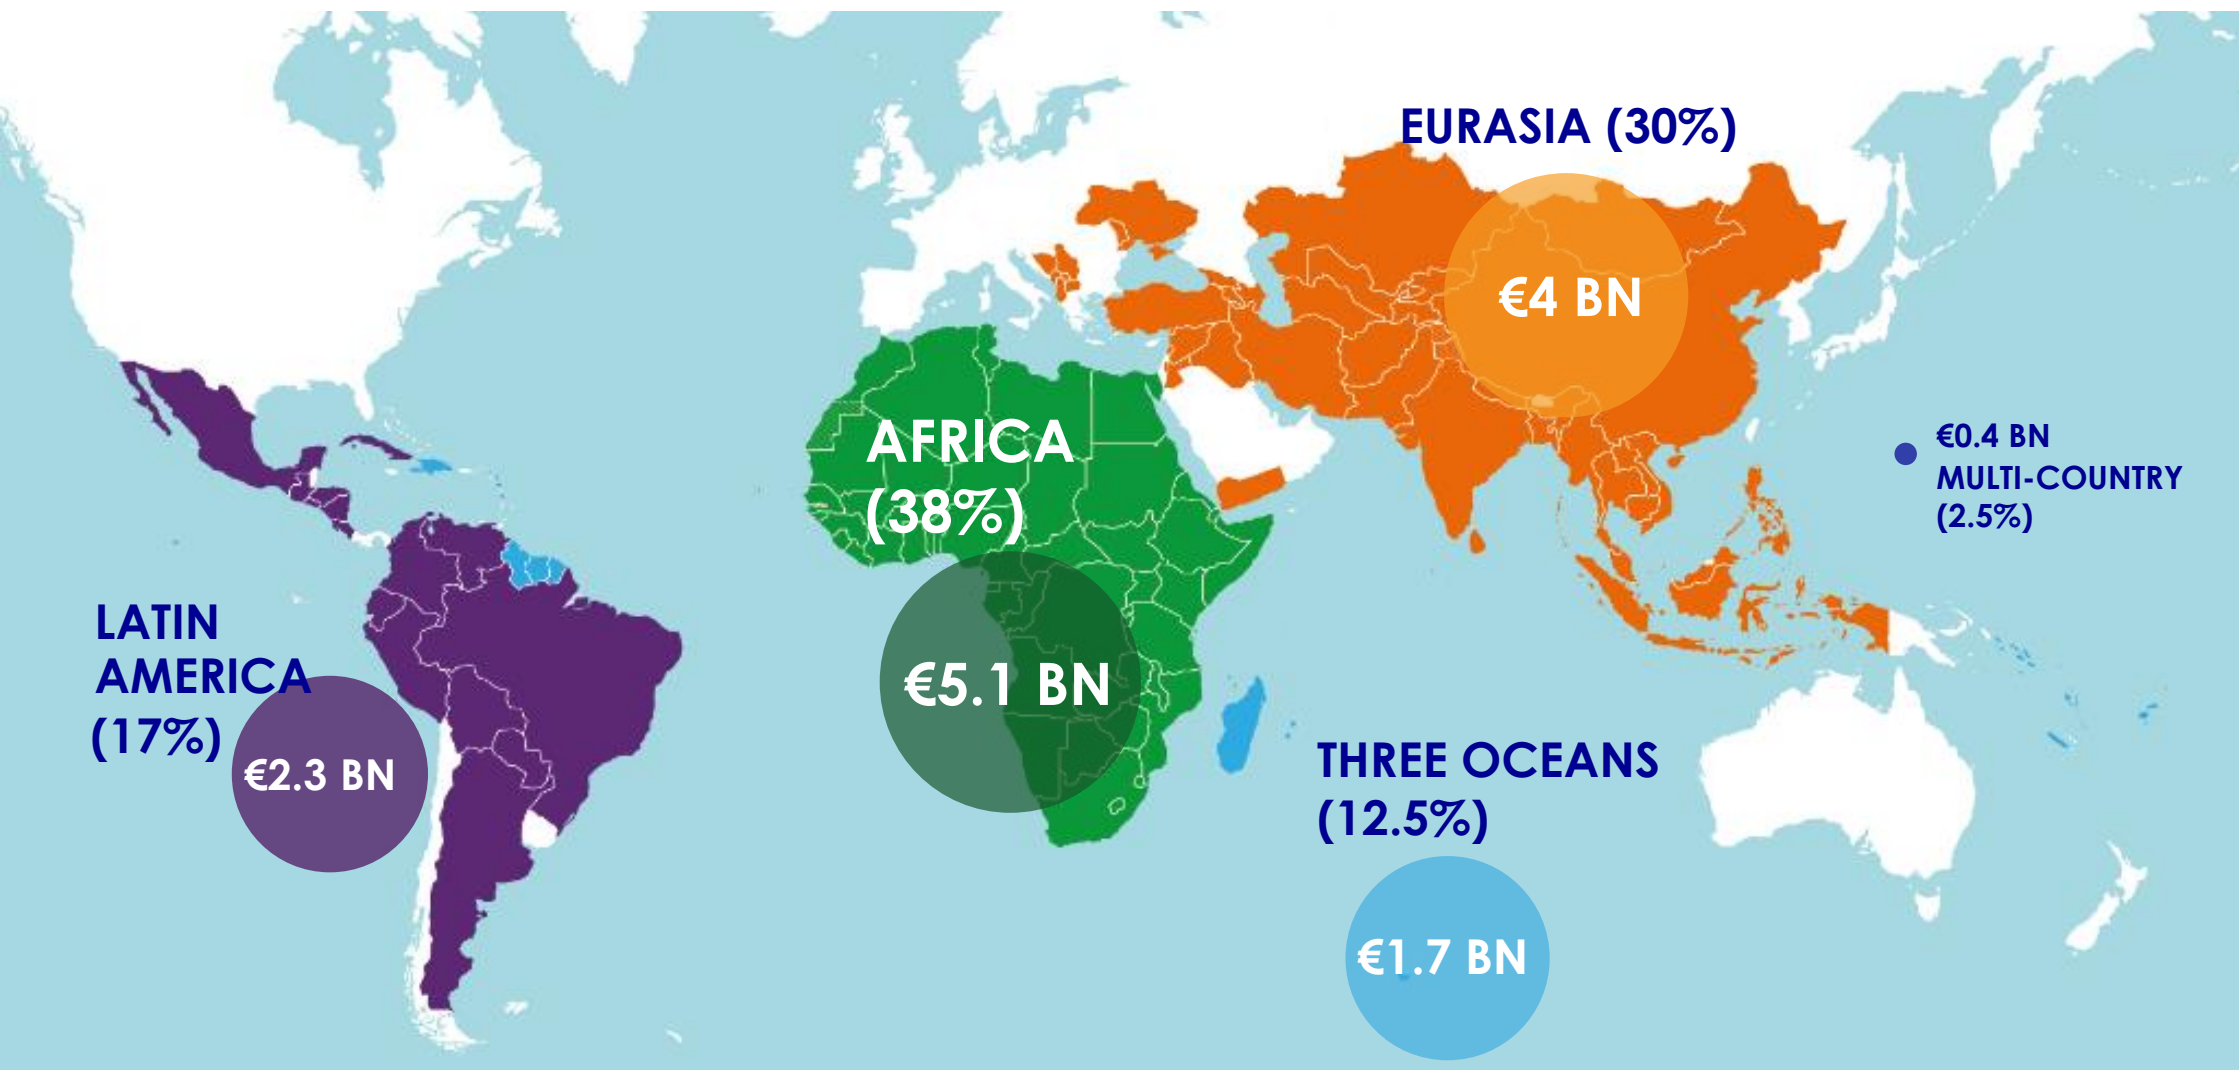 EURASIA (30%)
€4 BN
AFRICA
(38%)
€5.1 BN
€0.4 BN
MULTI-COUNTRY
(2.5%)
LATIN
AMERICA
(17%)
€2.3 BN
THREE OCEANS
(12.5%)
€1.7 BN